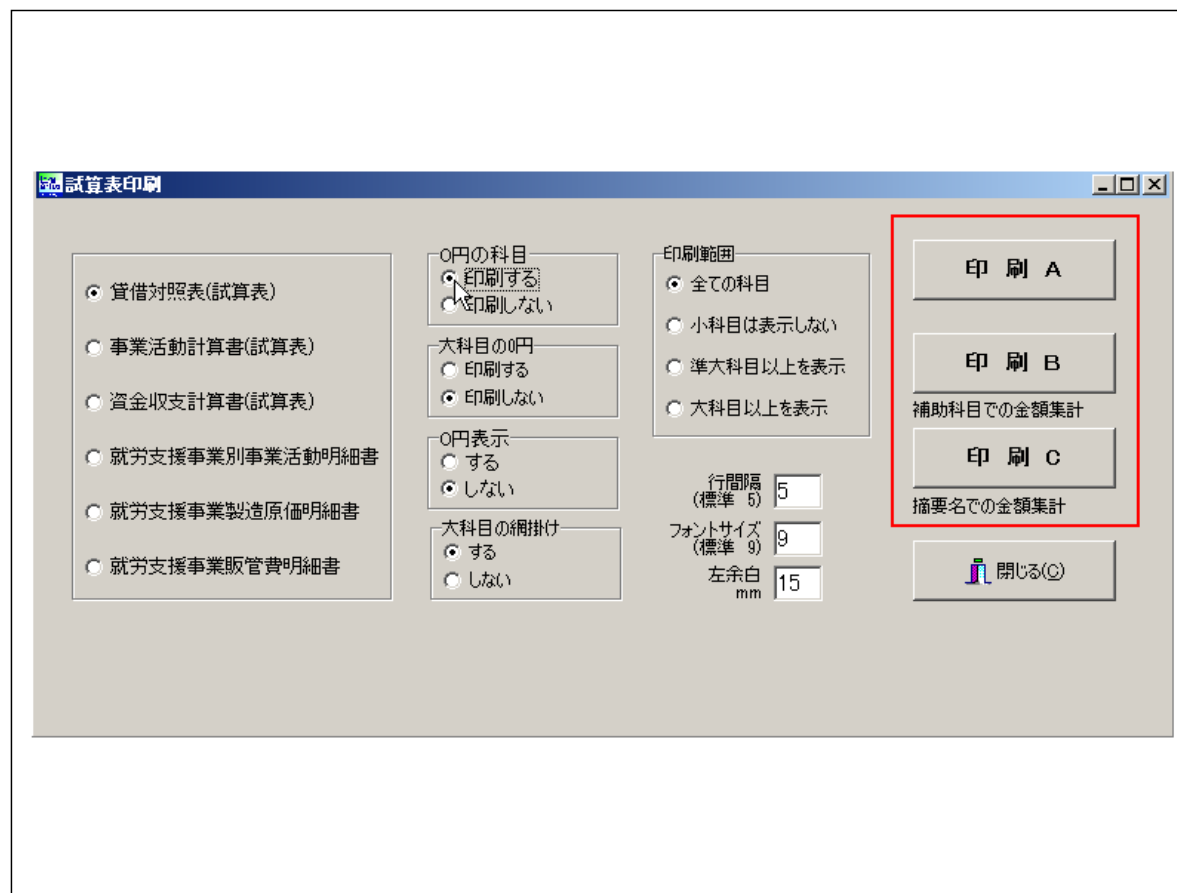 試算表印刷
貸借対照表(試算表)
事業活動計算書(試算表)
資金収支計算書(試算表)
就労支援事業別事業活動明細書
就労支援事業製造原価明細書
就労支援事業販管費明細書
0円の科目
印刷する
印刷しない
大科目の0円
印刷する
印刷しない
0円表示
する
しない
大科目の網掛け
する
しない
印刷範囲
全ての科目
小科目は表示しない
準大科目以上を表示
大科目以上を表示
行間隔
(標準 5) 5
フォントサイズ
(標準 9) 9
左余白
mm 15
印 刷 A
印 刷 B
補助科目での金額集計
印 刷 C
摘要名での金額集計
閉じる(C)